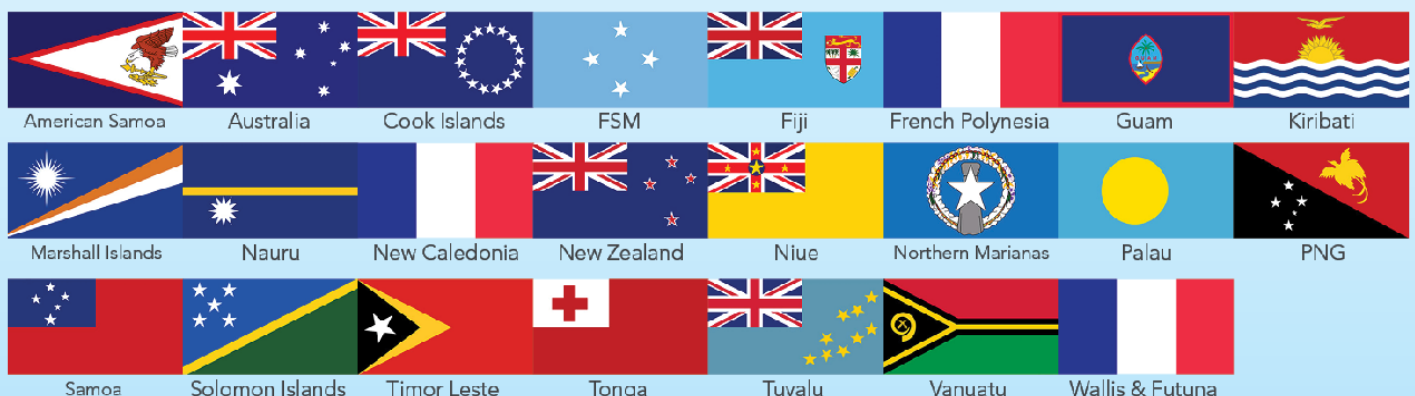 American Samoa Australia Cook Islands FSM Fiji French Polynesia Guam Kiribati
Marshall Islands Nauru New Caledonia New Zealand Niue Northern Marianas Palau PNG
Samoa Solomon Islands Timor Leste Tonga Tuvalu Vanuatu Wallis & Futuna